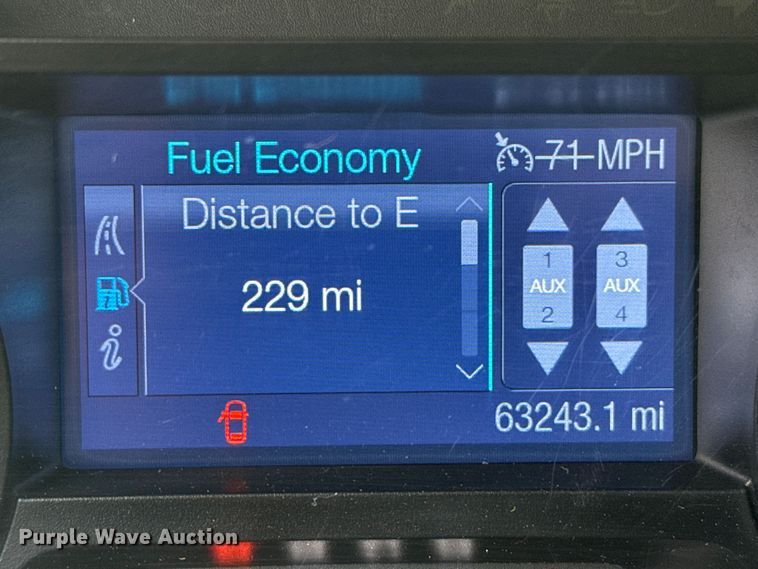 Fuel Economy
71 MPH
Distance to E
229 mi
1 AUX 2
3 AUX 4
63243.1 mi
Purple Wave Auction